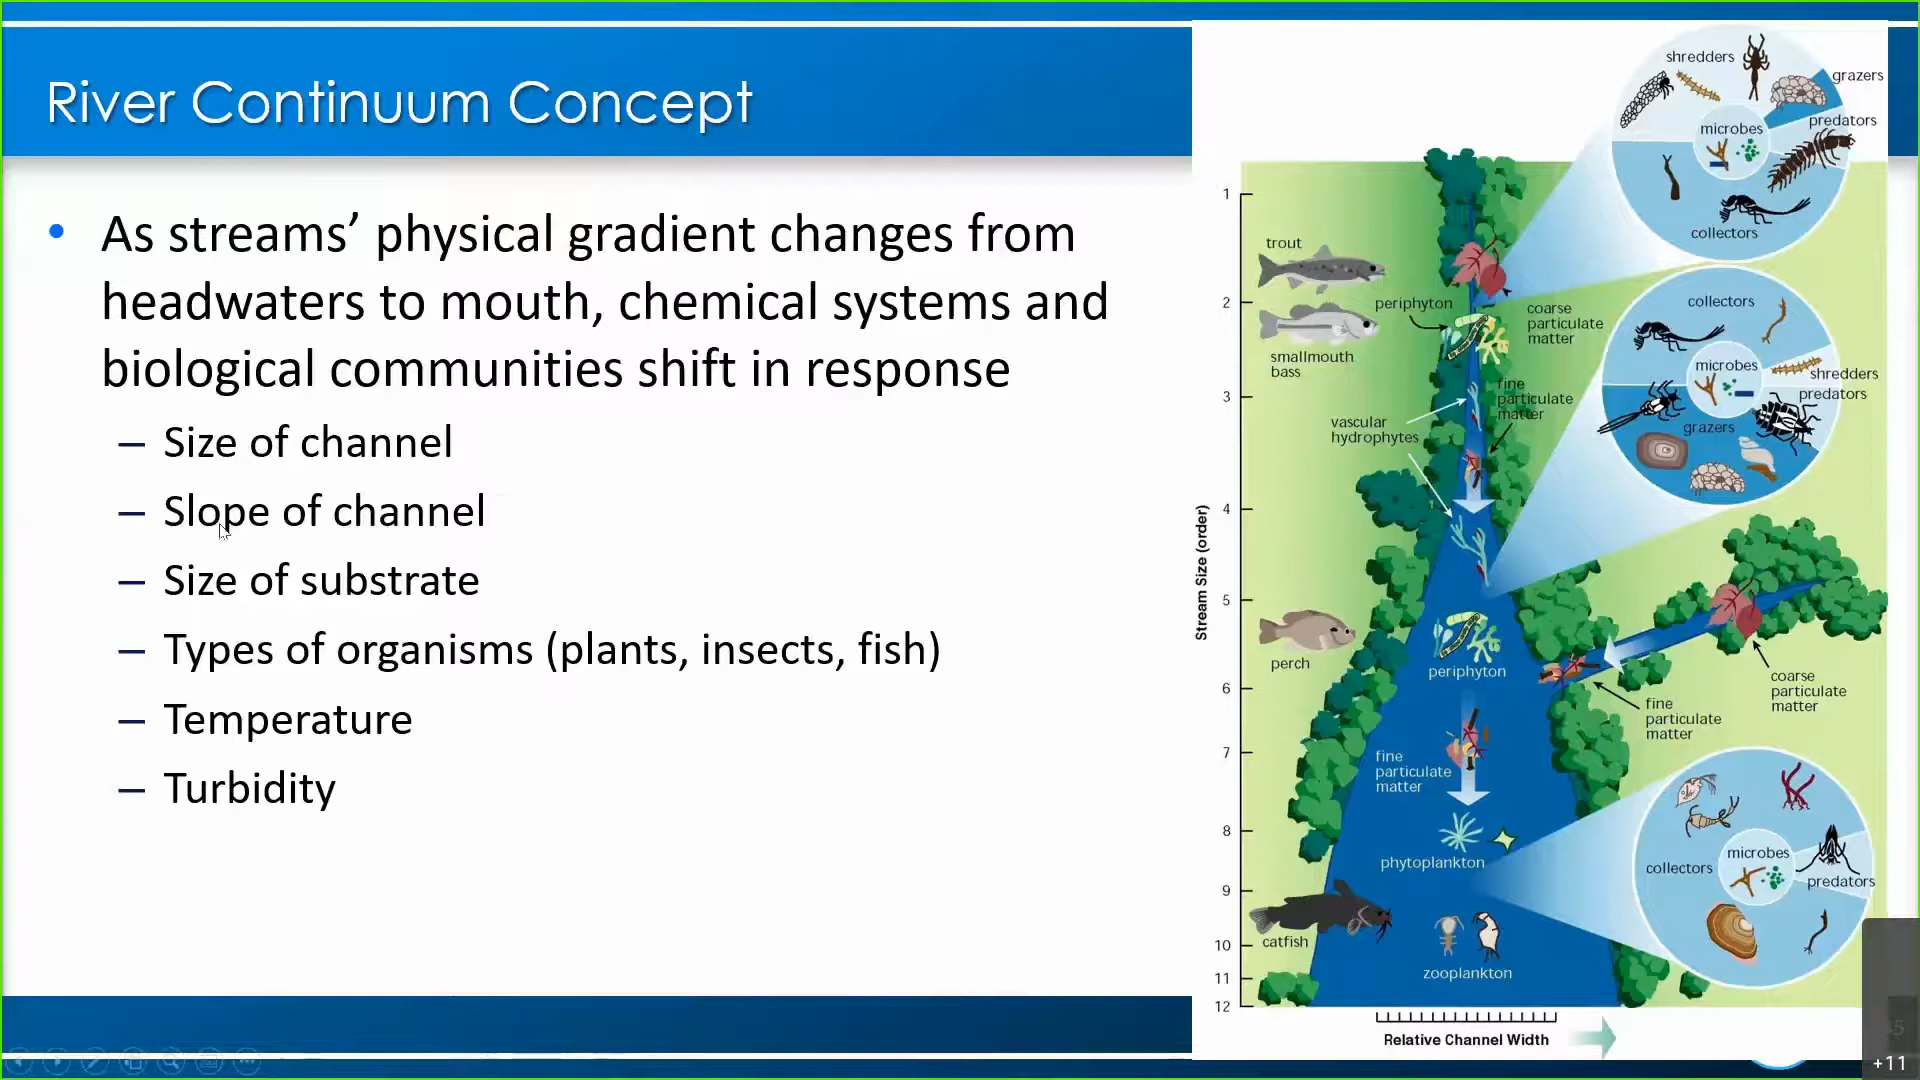 River Continuum Concept
• As streams’ physical gradient changes from
headwaters to mouth, chemical systems and
biological communities shift in response
– Size of channel
– Slope of channel
– Size of substrate
– Types of organisms (plants, insects, fish)
– Temperature
– Turbidity
shredders
grazers
predators
microbes
collectors
1
trout
2
periphyton
coarse
particulate
matter
smallmouth
bass
collectors
microbes
shredders
predators
grazers
3
fine
particulate
matter
vascular
hydrophytes
4
Stream Size (order)
5
perch
periphyton
6
coarse
particulate
matter
fine
particulate
matter
7
fine
particulate
matter
8
phytoplankton
microbes
collectors
predators
9
catfish
10
zooplankton
11
12
Relative Channel Width
+11